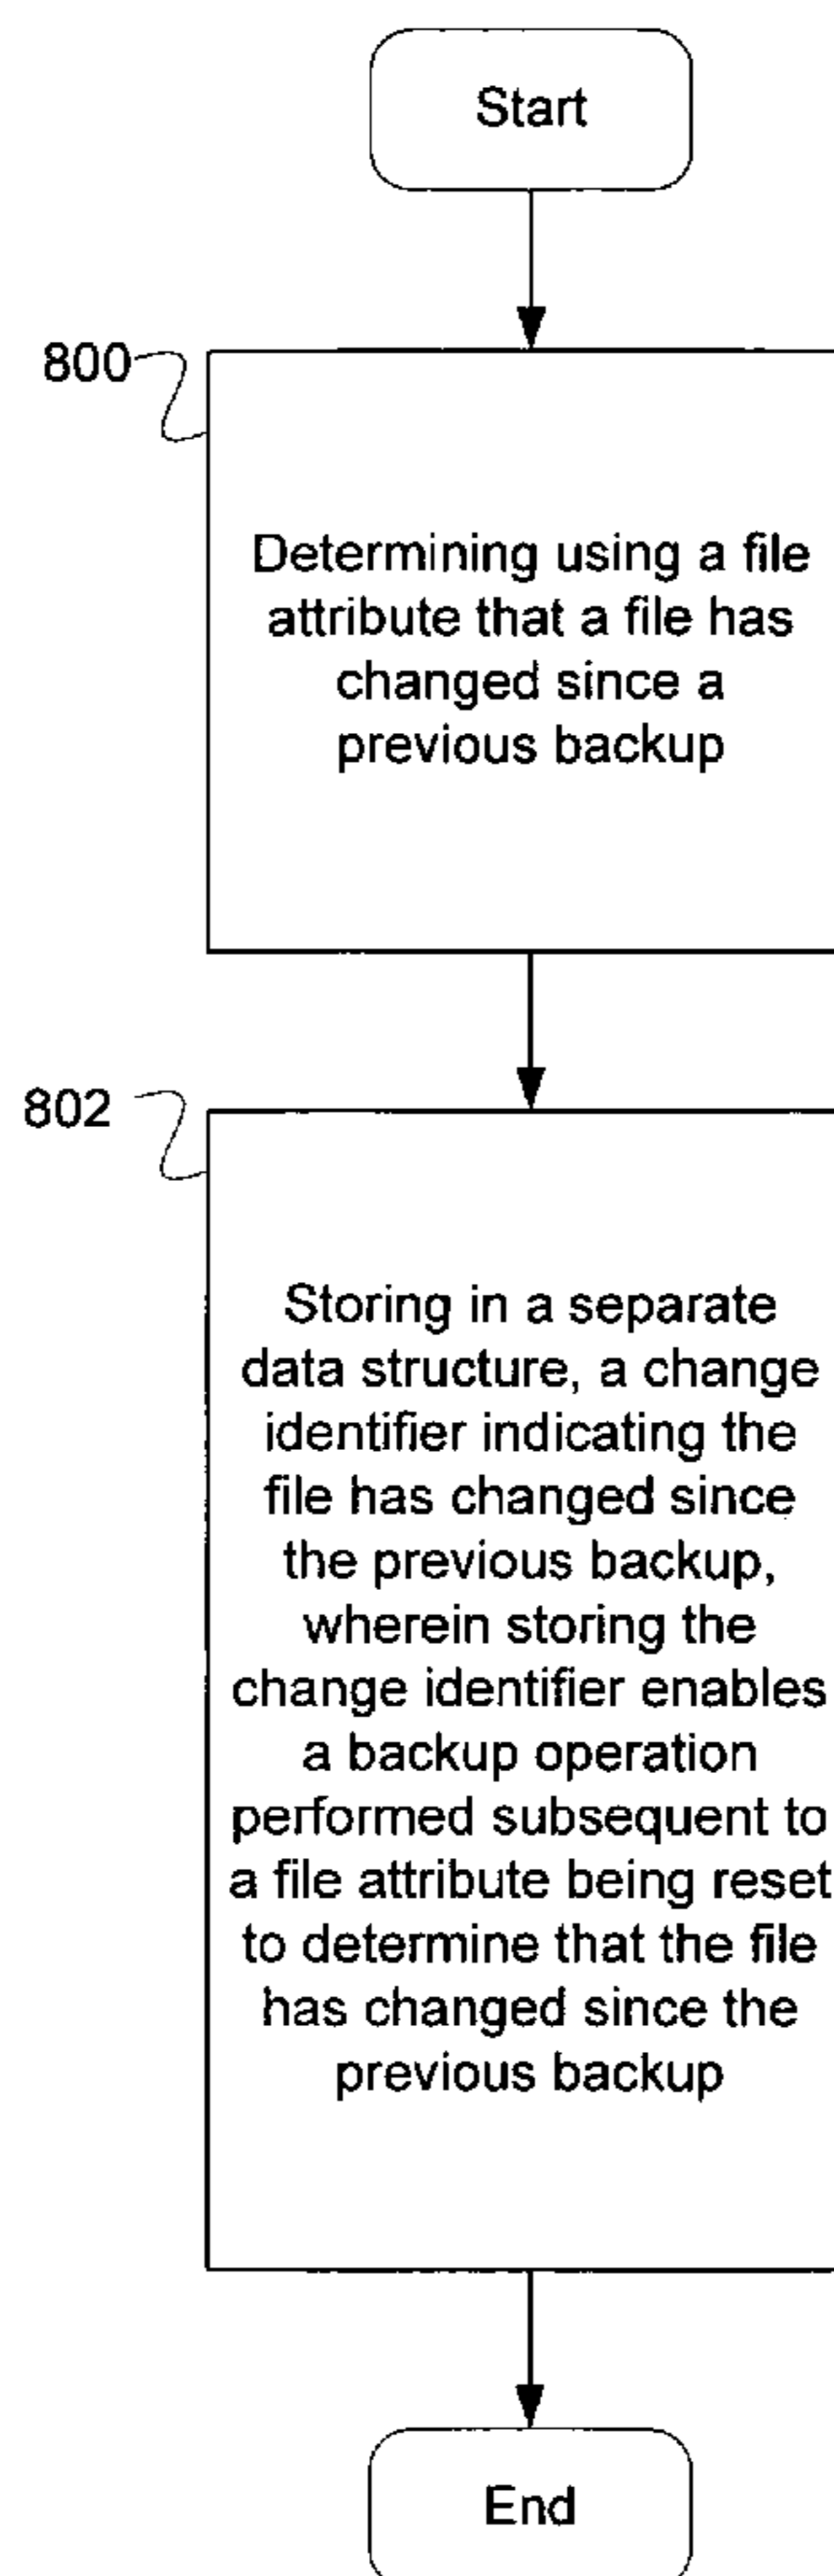 Start
800
Determining using a file
attribute that a file has
changed since a
previous backup
802
Storing in a separate
data structure, a change
identifier indicating the
file has changed since
the previous backup,
wherein storing the
change identifier enables
a backup operation
performed subsequent to
a file attribute being reset
to determine that the file
has changed since the
previous backup
End